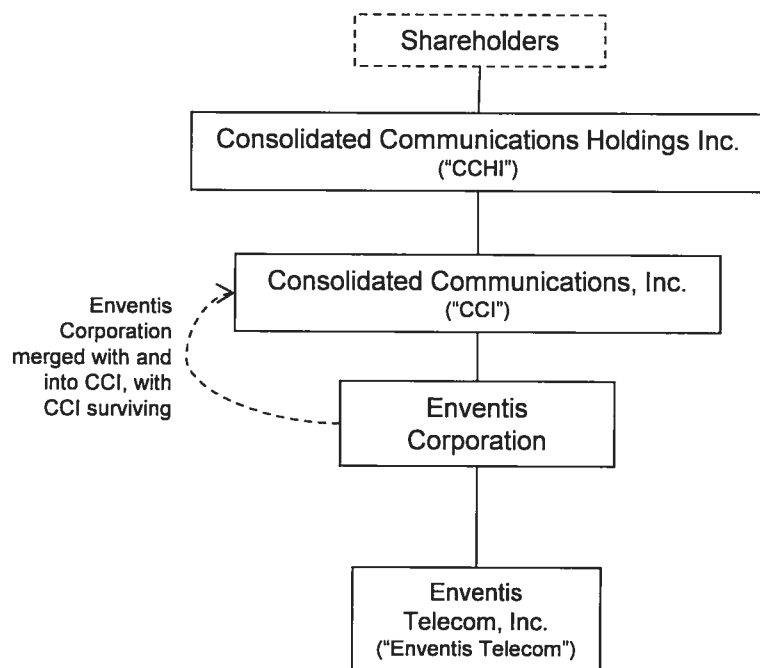 Shareholders
Consolidated Communications Holdings Inc.
("CCHI")
Consolidated Communications, Inc.
("CCI")
Enventis
Corporation
merged with and
into CCI, with
CCI surviving
Enventis
Corporation
Enventis
Telecom, Inc.
("Enventis Telecom")